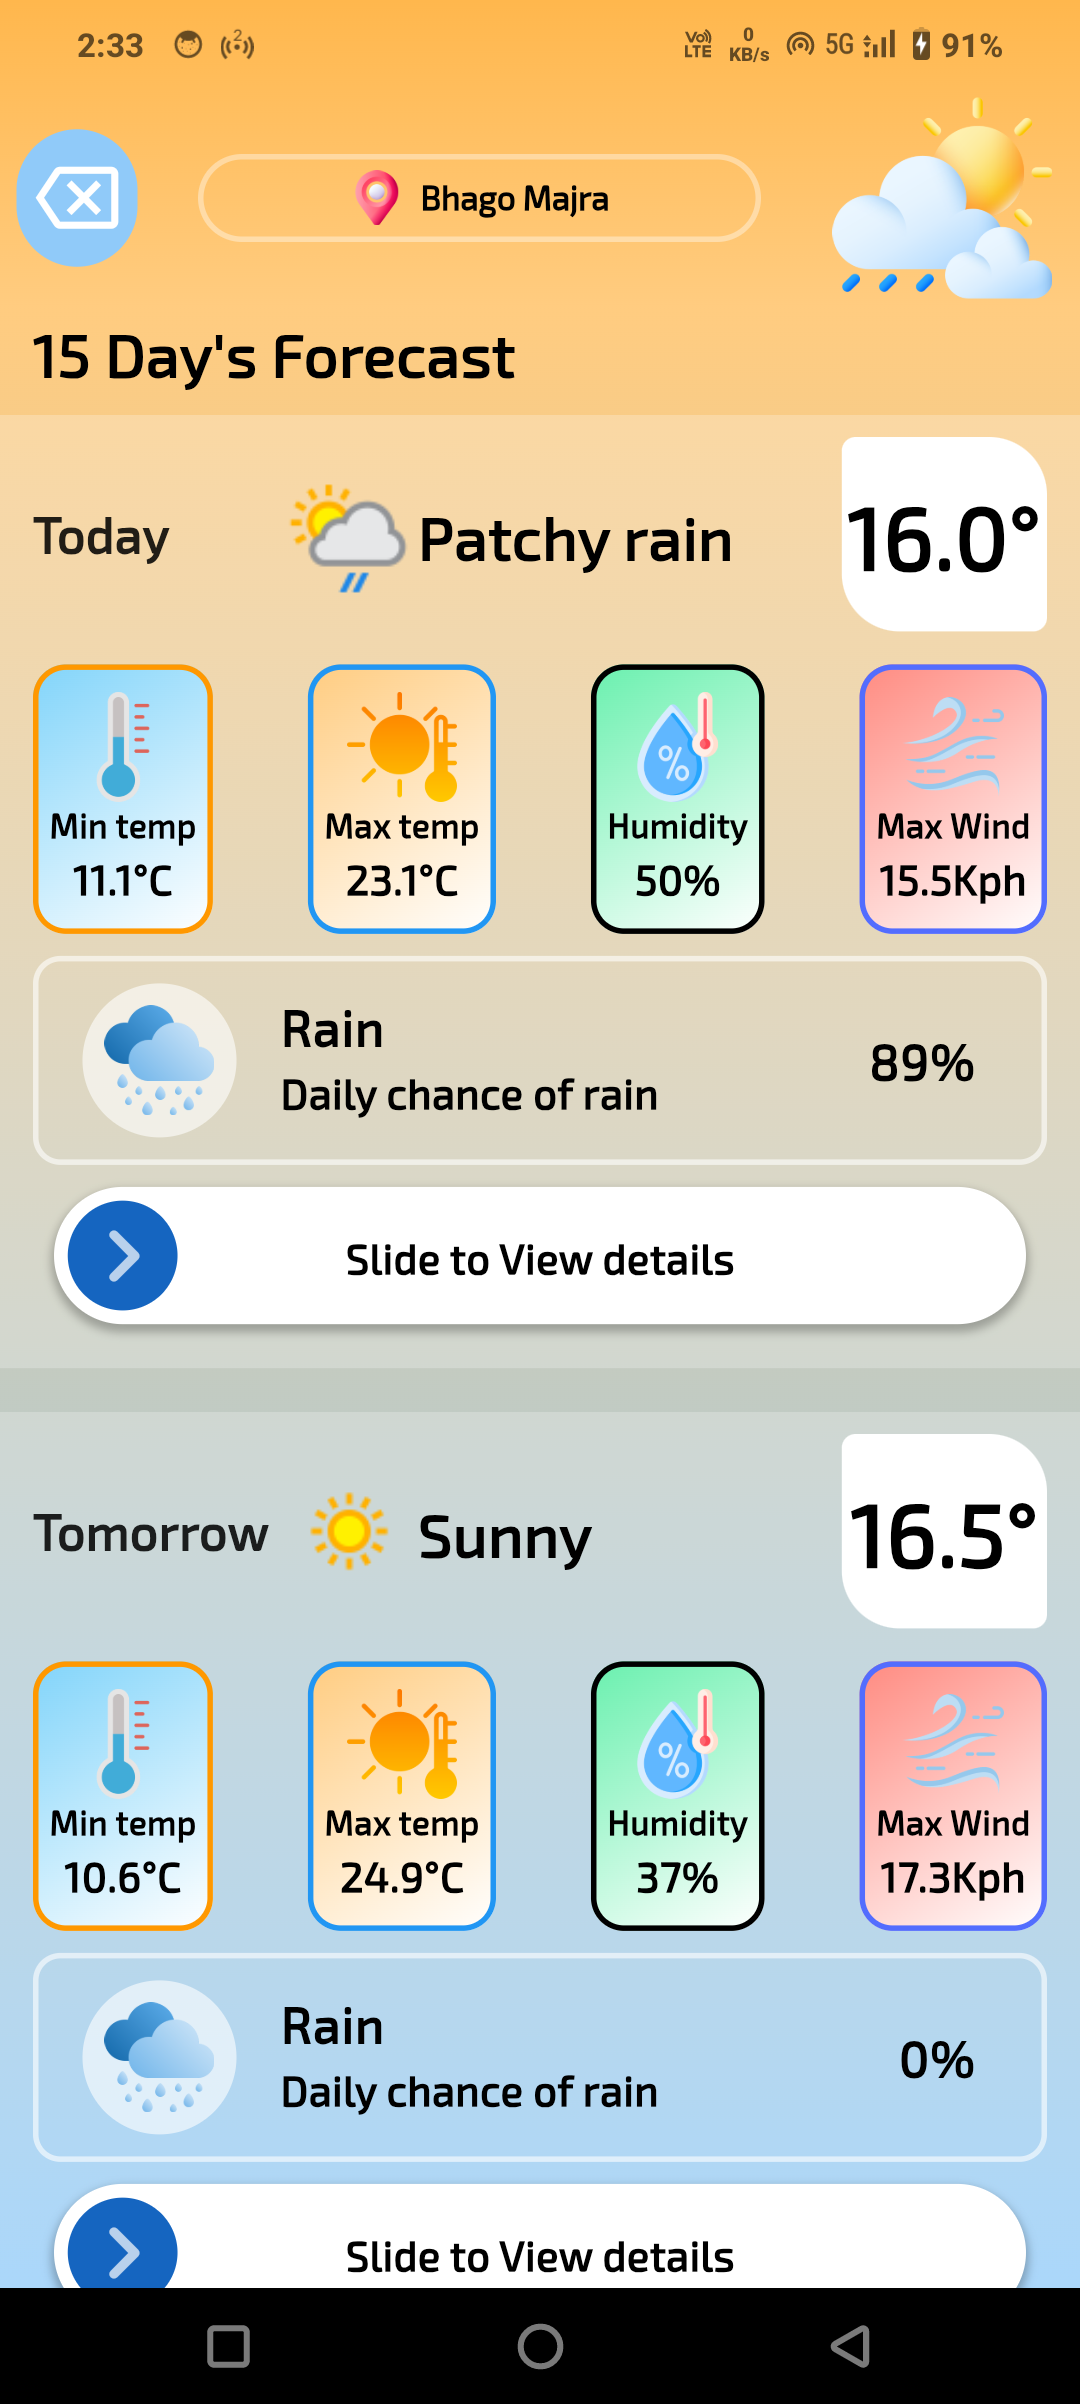 2:33 2 Vo)) LTE 0 KB/s 5G 91%
Bhago Majra
15 Day's Forecast
Today Patchy rain 16.0°
Min temp Max temp Humidity Max Wind
11.1°C 23.1°C 50% 15.5Kph
%
Rain
Daily chance of rain
89%
Slide to View details
Tomorrow Sunny 16.5°
%
Min temp Max temp Humidity Max Wind
10.6°C 24.9°C 37% 17.3Kph
Rain
Daily chance of rain
0%
Slide to View details